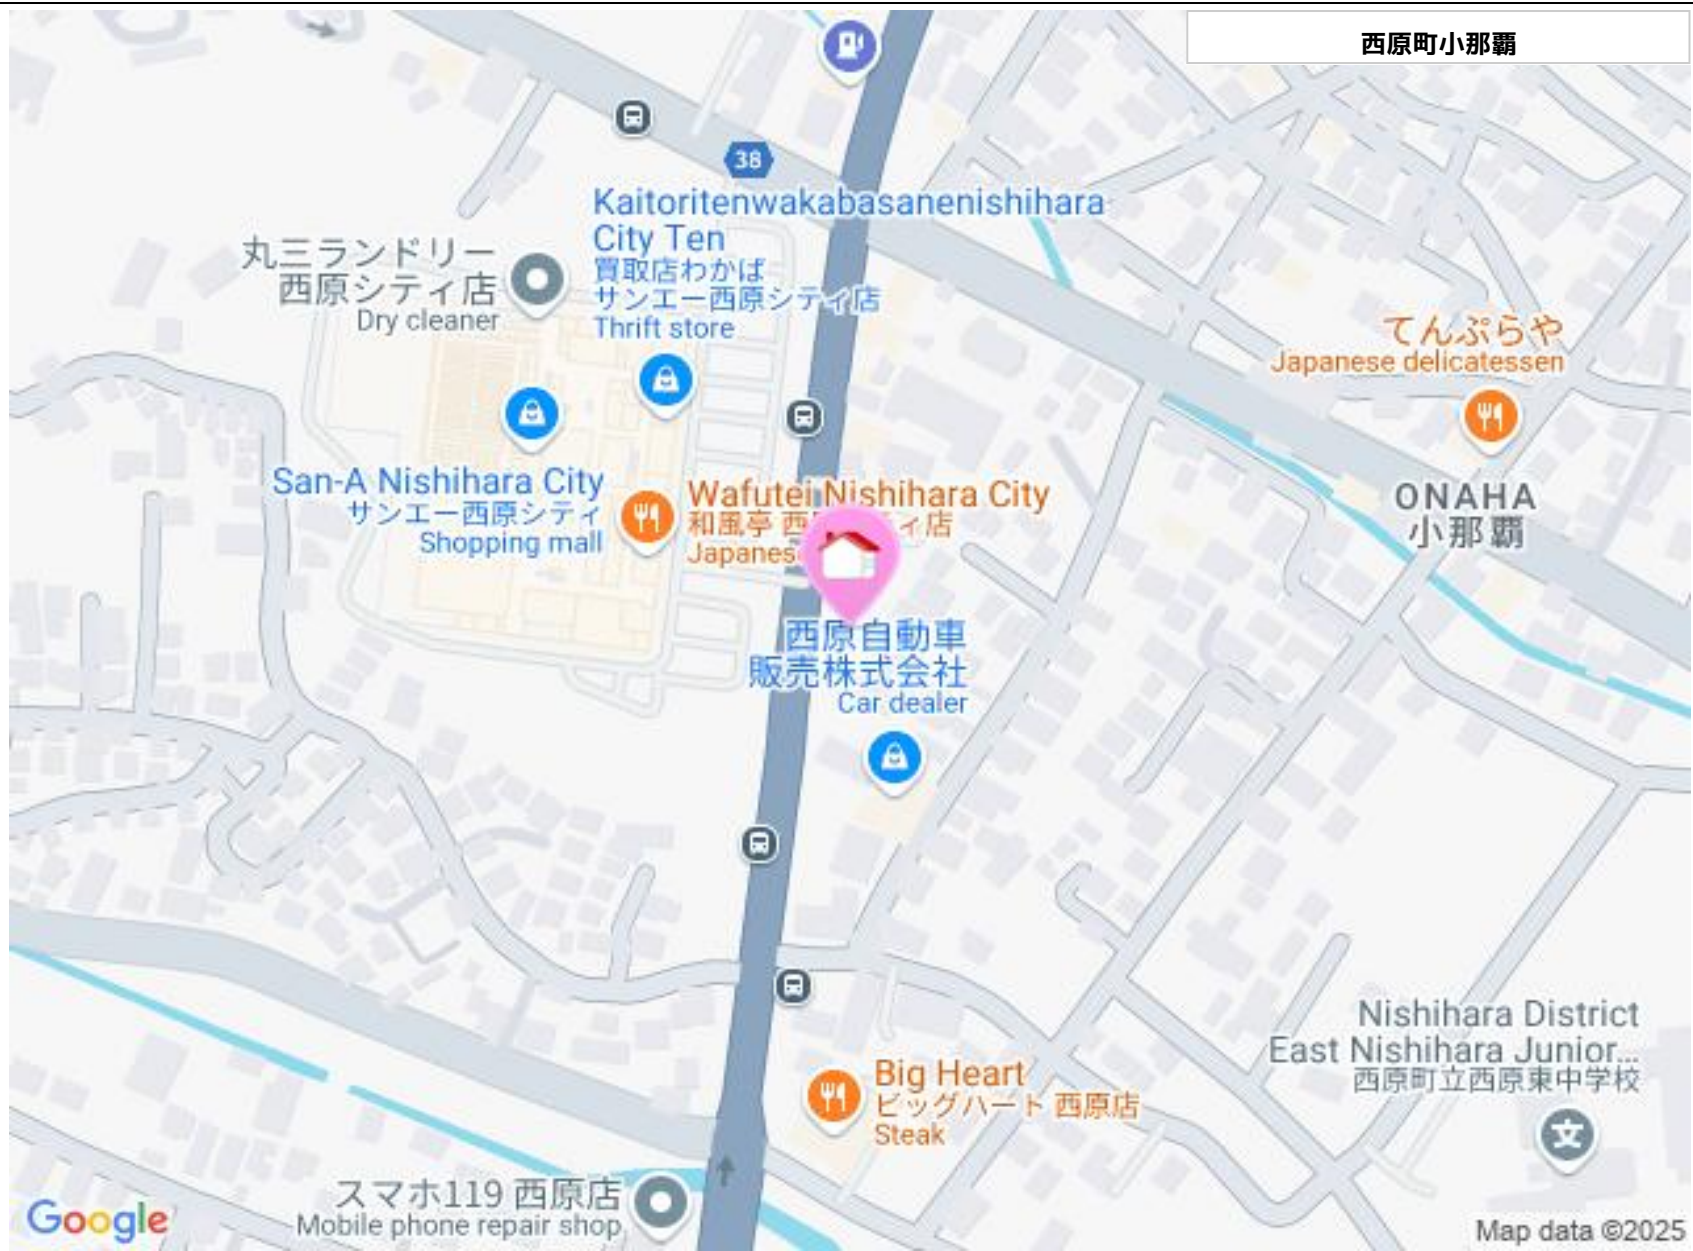 西原町小那覇
38
Kaitoritenwakabasanenishihara
City Ten
買取店わかば
サンエー西原シティ店
Thrift store
丸三ランドリー
西原シティ店
Dry cleaner
てんぷらや
Japanese delicatessen
San-A Nishihara City
サンエー西原シティ
Shopping mall
Wafutei Nishihara City
和風亭 西
ティ店
ONAHA
小那覇
西原自動車
販売株式会社
Car dealer
Nishihara District
East Nishihara Junior...
西原町立西原東中学校
文
Big Heart
ビッグハート 西原店
Steak
スマホ119 西原店
Mobile phone repair shop
Google
Map data ©2025